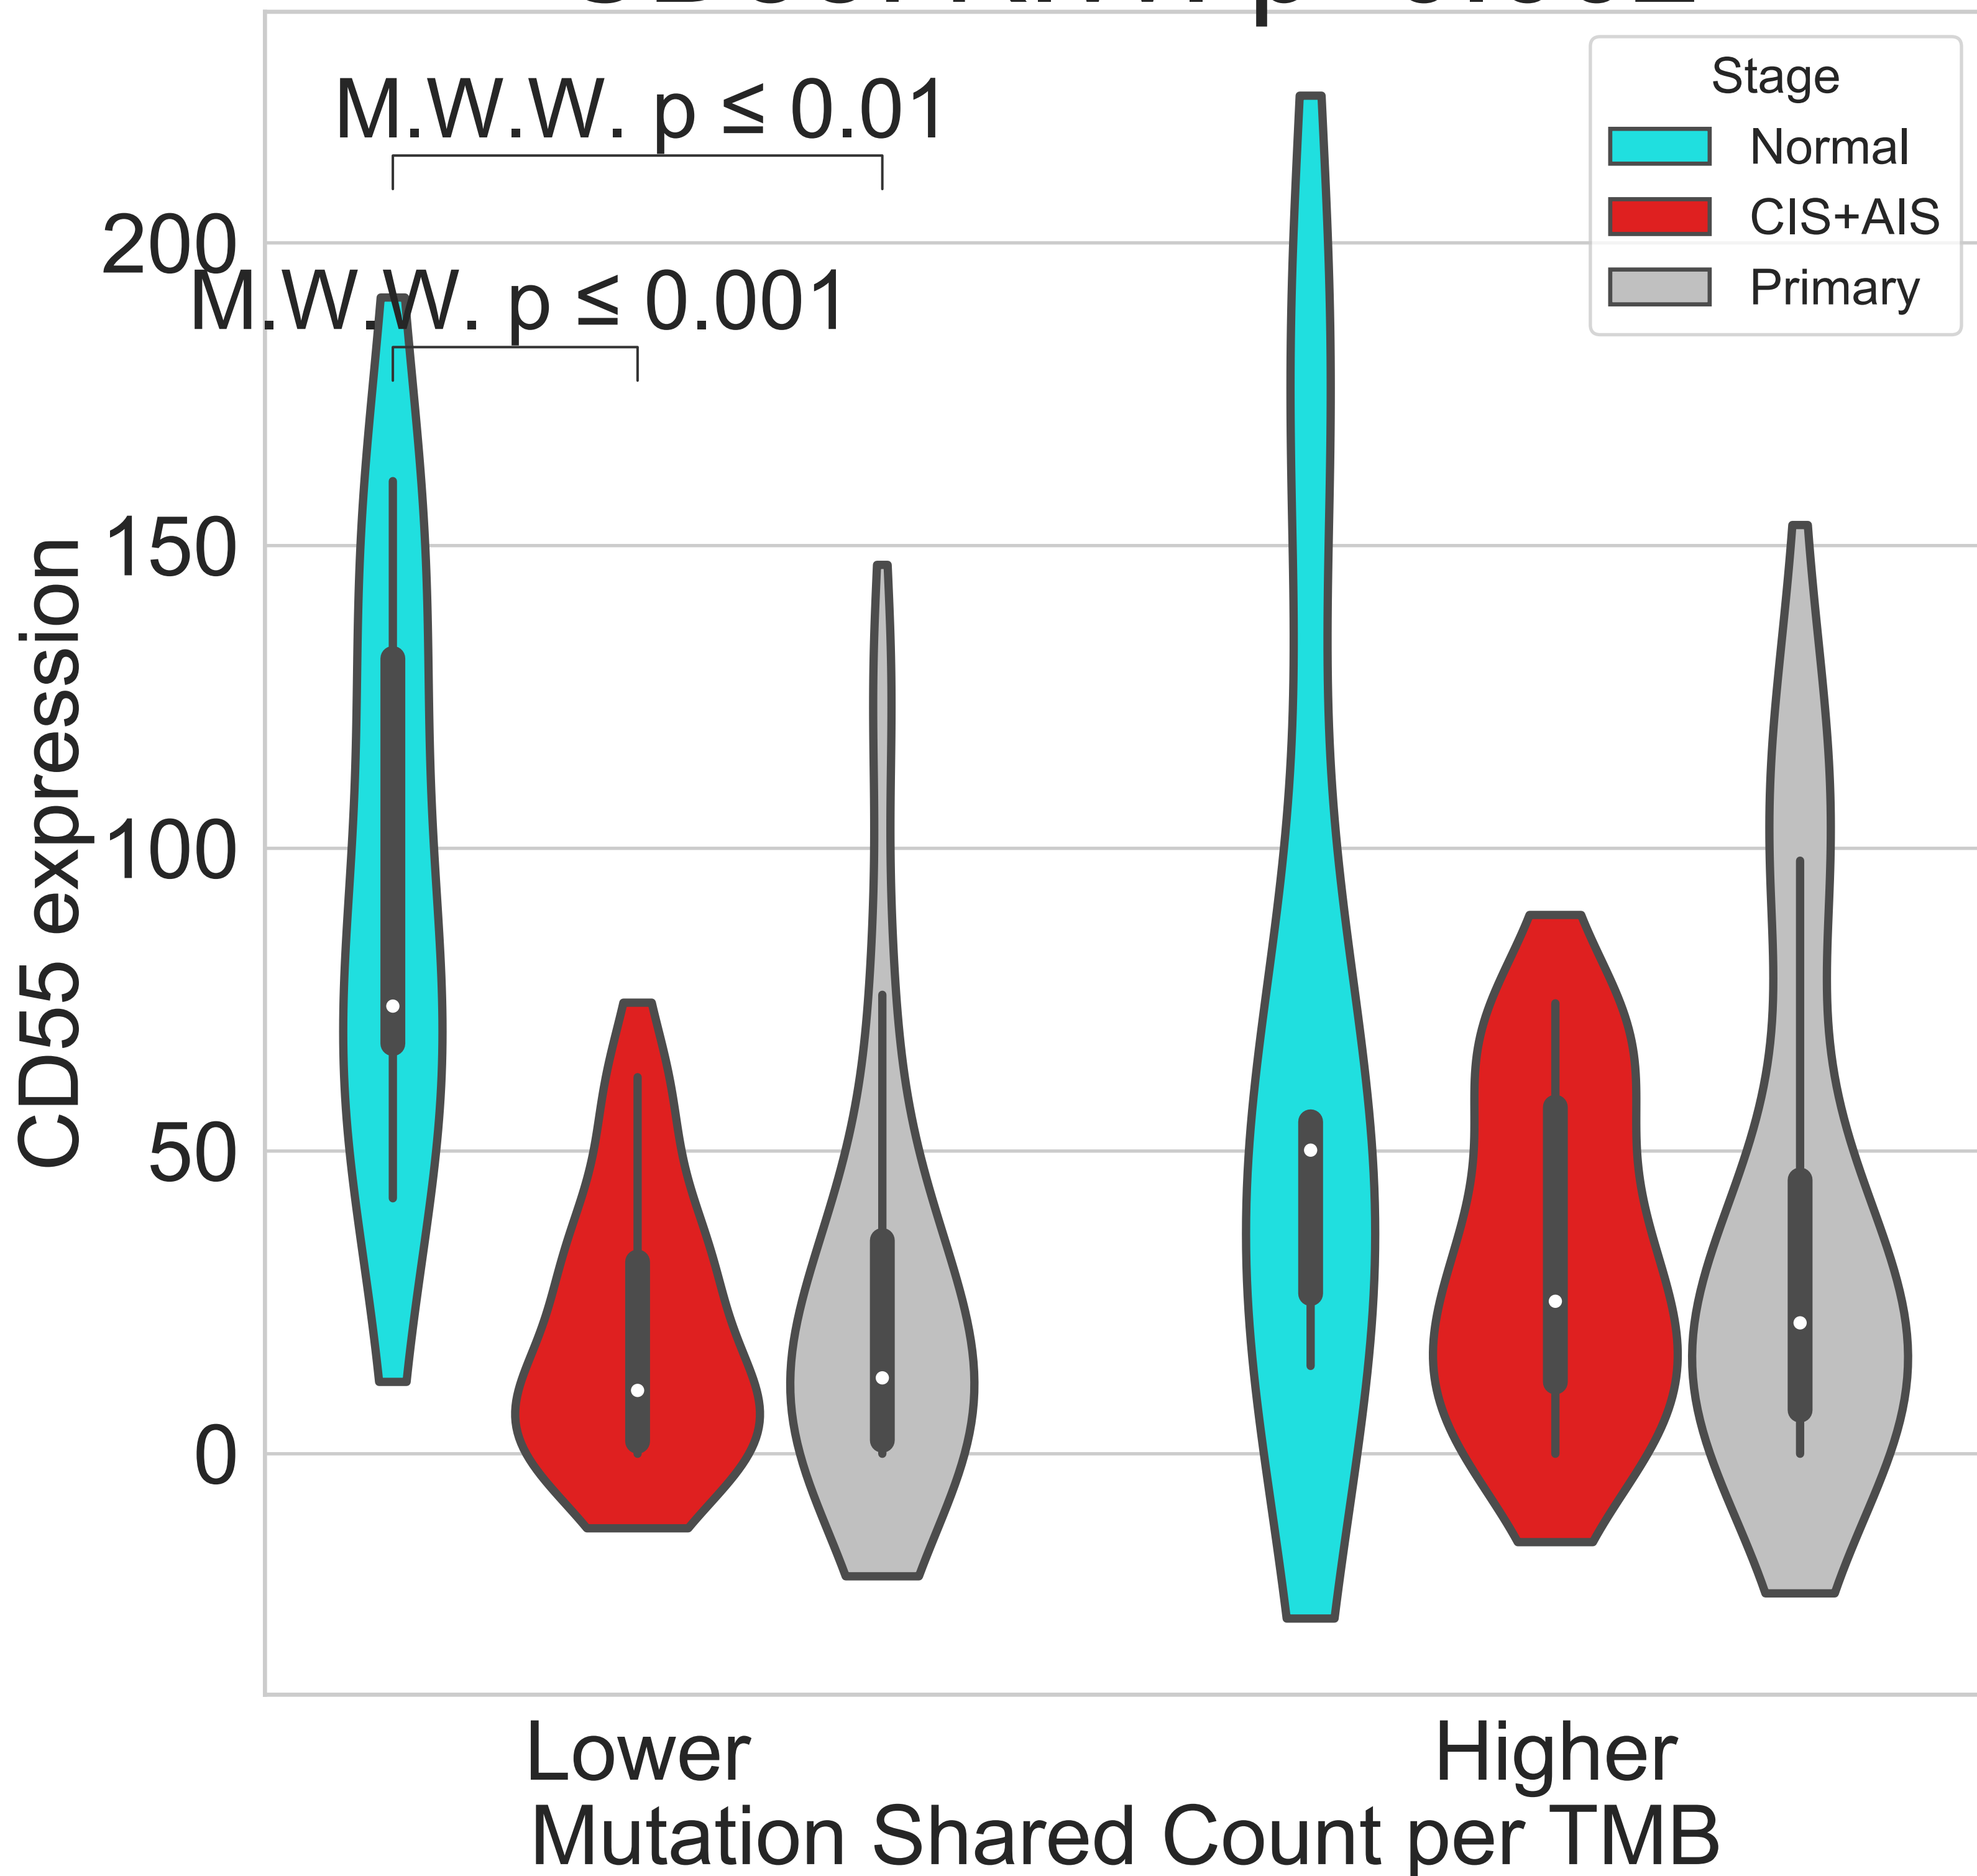 M.W.W. p ≤ 0.01
M.W.W. p ≤ 0.001
Stage
Normal
CIS+AIS
Primary
200
150
100
50
0
CD55 expression
Lower
Higher
Mutation Shared Count per TMB